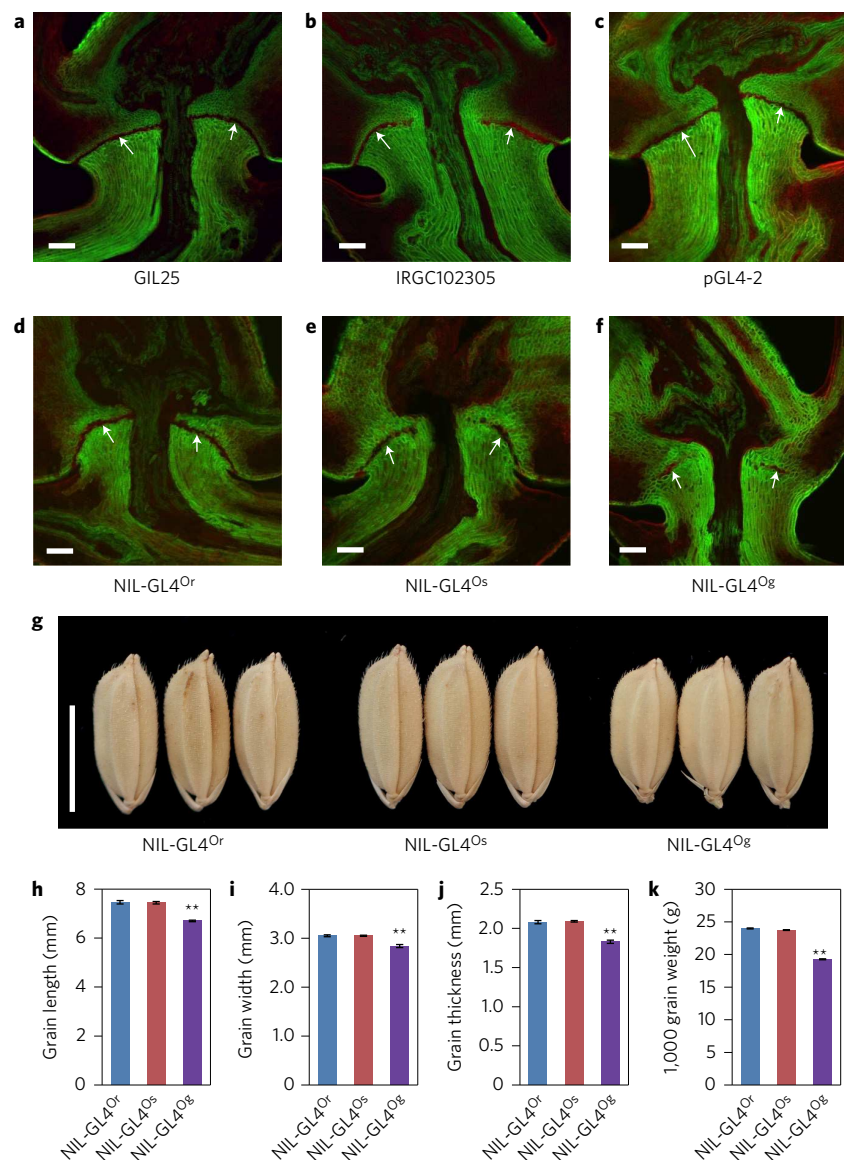 a
b
c
GIL25
IRGC102305
pGL4-2
d
e
f
NIL-GL4ᴼʳ
NIL-GL4ᴼˢ
NIL-GL4ᴼᵍ
g
NIL-GL4ᴼʳ
NIL-GL4ᴼˢ
NIL-GL4ᴼᵍ
h
Grain length (mm)
8
6
4
2
0
**
NIL-GL4ᴼʳ
NIL-GL4ᴼˢ
NIL-GL4ᴼᵍ
i
Grain width (mm)
4.0
3.0
2.0
1.0
0
**
NIL-GL4ᴼʳ
NIL-GL4ᴼˢ
NIL-GL4ᴼᵍ
j
Grain thickness (mm)
2.5
2.0
1.5
1.0
0.5
0
**
NIL-GL4ᴼʳ
NIL-GL4ᴼˢ
NIL-GL4ᴼᵍ
k
1,000 grain weight (g)
30
25
20
15
10
5
0
**
NIL-GL4ᴼʳ
NIL-GL4ᴼˢ
NIL-GL4ᴼᵍ